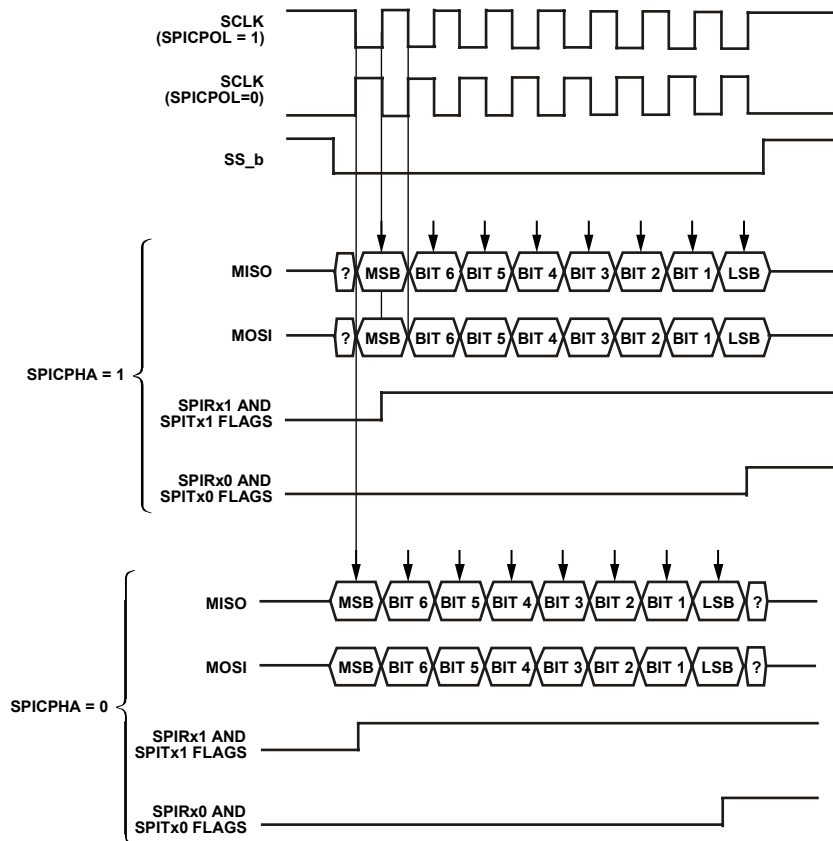 SCLK
(SPICPOL = 1)
SCLK
(SPICPOL=0)
SS_b
SPICPHA = 1
MISO
? MSB BIT 6 BIT 5 BIT 4 BIT 3 BIT 2 BIT 1 LSB
MOSI
? MSB BIT 6 BIT 5 BIT 4 BIT 3 BIT 2 BIT 1 LSB
SPIRx1 AND
SPITx1 FLAGS
SPIRx0 AND
SPITx0 FLAGS
SPICPHA = 0
MISO
MSB BIT 6 BIT 5 BIT 4 BIT 3 BIT 2 BIT 1 LSB ?
MOSI
MSB BIT 6 BIT 5 BIT 4 BIT 3 BIT 2 BIT 1 LSB ?
SPIRx1 AND
SPITx1 FLAGS
SPIRx0 AND
SPITx0 FLAGS